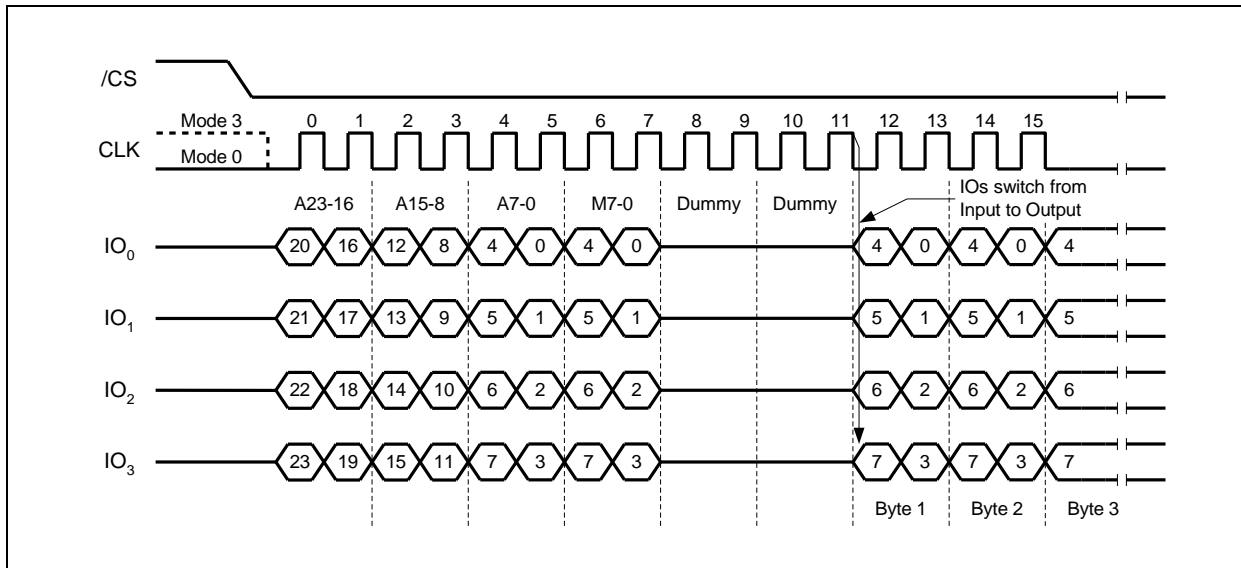 /CS
Mode 3
0 1 2 3 4 5 6 7 8 9 10 11 12 13 14 15
CLK
Mode 0
IOs switch from
Input to Output
A23-16 A15-8 A7-0 M7-0 Dummy Dummy
IO0 20 16 12 8 4 0 4 0 4 0 4 0 4
IO1 21 17 13 9 5 1 5 1 5 1 5 1 5
IO2 22 18 14 10 6 2 6 2 6 2 6 2 6
IO3 23 19 15 11 7 3 7 3 7 3 7 3 7
Byte 1 Byte 2 Byte 3